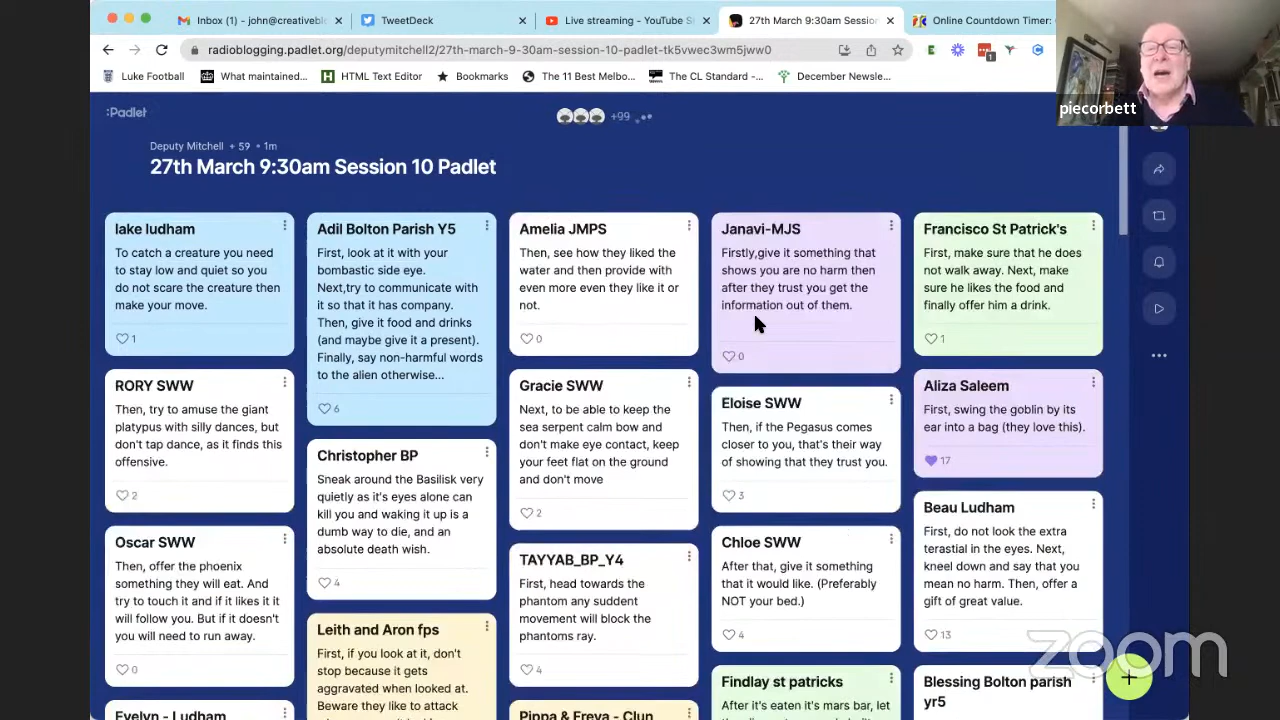 Inbox (1) - john@creativebl
TweetDeck
Live streaming - YouTube S
27th March 9:30am Sessio
Online Countdown Timer:
radioblogging.padlet.org/deputymitchell2/27th-march-9-30am-session-10-padlet-tk5vwec3wm5jww0
Luke Football
What maintained...
HTML Text Editor
Bookmarks
The 11 Best Melbo...
The CL Standard -...
December Newsle...
piecorbett
:Padlet
+99
Deputy Mitchell + 59 • 1m
27th March 9:30am Session 10 Padlet
lake ludham
To catch a creature you need
to stay low and quiet so you
do not scare the creature then
make your move.
1
RORY SWW
Then, try to amuse the giant
platypus with silly dances, but
don't tap dance, as it finds this
offensive.
2
Oscar SWW
Then, offer the phoenix
something they will eat. And
try to touch it and if it likes it it
will follow you. But if it doesn't
you will need to run away.
0
Evelyn - Ludham
Adil Bolton Parish Y5
First, look at it with your
bombastic side eye.
Next,try to communicate with
it so that it has company.
Then, give it food and drinks
(and maybe give it a present).
Finally, say non-harmful words
to the alien otherwise...
6
Christopher BP
Sneak around the Basilisk very
quietly as it's eyes alone can
kill you and waking it up is a
dumb way to die, and an
absolute death wish.
4
Leith and Aron fps
First, if you look at it, don't
stop because it gets
aggravated when looked at.
Beware they like to attack
Amelia JMPS
Then, see how they liked the
water and then provide with
even more even they like it or
not.
0
Gracie SWW
Next, to be able to keep the
sea serpent calm bow and
don't make eye contact, keep
your feet flat on the ground
and don't move
2
TAYYAB_BP_Y4
First, head towards the
phantom any suddent
movement will block the
phantoms ray.
4
Pippa & Freya - Clun
Janavi-MJS
Firstly,give it something that
shows you are no harm then
after they trust you get the
information out of them.
0
Eloise SWW
Then, if the Pegasus comes
closer to you, that's their way
of showing that they trust you.
3
Chloe SWW
After that, give it something
that it would like. (Preferably
NOT your bed.)
4
Findlay st patricks
After it's eaten it's mars bar, let
Francisco St Patrick's
First, make sure that he does
not walk away. Next, make
sure he likes the food and
finally offer him a drink.
1
Aliza Saleem
First, swing the goblin by its
ear into a bag (they love this).
17
Beau Ludham
First, do not look the extra
terastial in the eyes. Next,
kneel down and say that you
mean no harm. Then, offer a
gift of great value.
13
Blessing Bolton parish
yr5
zoom